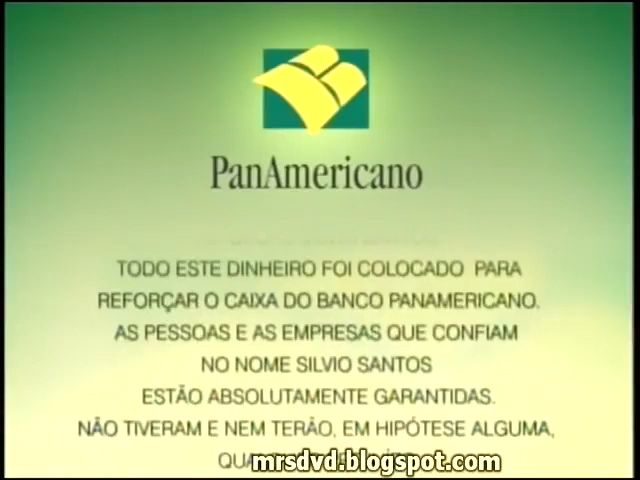 PanAmericano
TODO ESTE DINHEIRO FOI COLOCADO PARA
REFORÇAR O CAIXA DO BANCO PANAMERICANO.
AS PESSOAS E AS EMPRESAS QUE CONFIAM
NO NOME SILVIO SANTOS
ESTÃO ABSOLUTAMENTE GARANTIDAS.
NÃO TIVERAM E NEM TERÃO, EM HIPÓTESE ALGUMA,
mrsdvd.blogspot.com